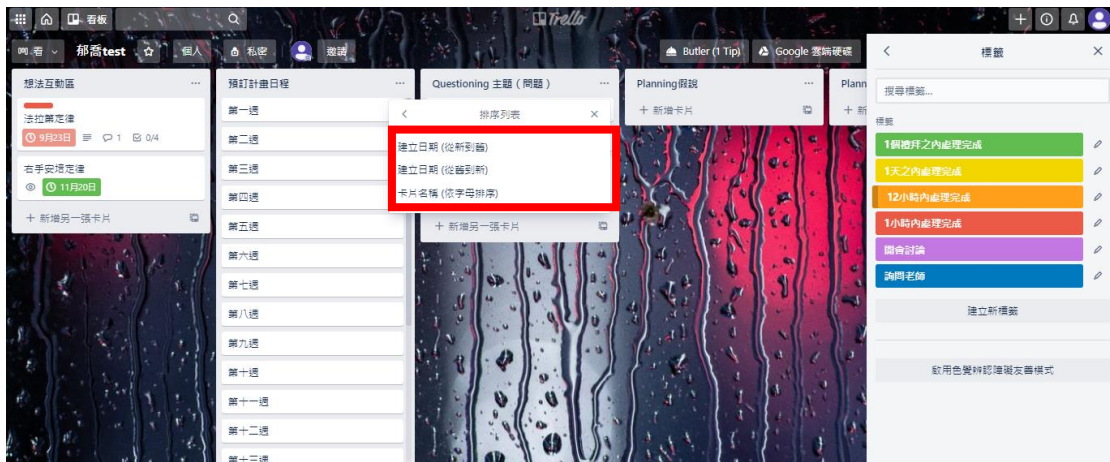 看板
Trello
看
郁喬test
個人
私密
邀請
Butler (1 Tip)
Google 雲端硬碟
想法互動區
法拉第定律
9月23日
1
0/4
右手安培定律
11月20日
+ 新增另一張卡片
預訂計畫日程
第一週
第二週
第三週
第四週
第五週
第六週
第七週
第八週
第九週
第十週
第十一週
第十二週
第十三週
Questioning 主題 ( 問題 )
排序列表
建立日期 (從新到舊)
建立日期 (從舊到新)
卡片名稱 (依字母排序)
+ 新增另一張卡片
Planning假說
+ 新增卡片
Plann
標籤
搜尋標籤...
標籤
1個禮拜之內處理完成
1天之內處理完成
12小時內處理完成
1小時內處理完成
開會討論
詢問老師
建立新標籤
啟用色覺辨認障礙友善模式